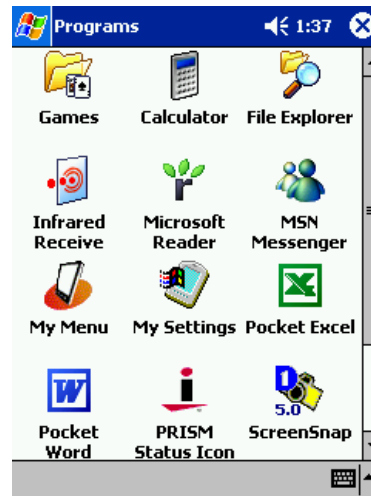 Programs 1:37
Games Calculator File Explorer
Infrared Microsoft MSN
Receive Reader Messenger
My Menu My Settings Pocket Excel
D
5.0
Pocket PRISM ScreenSnap
Word Status Icon